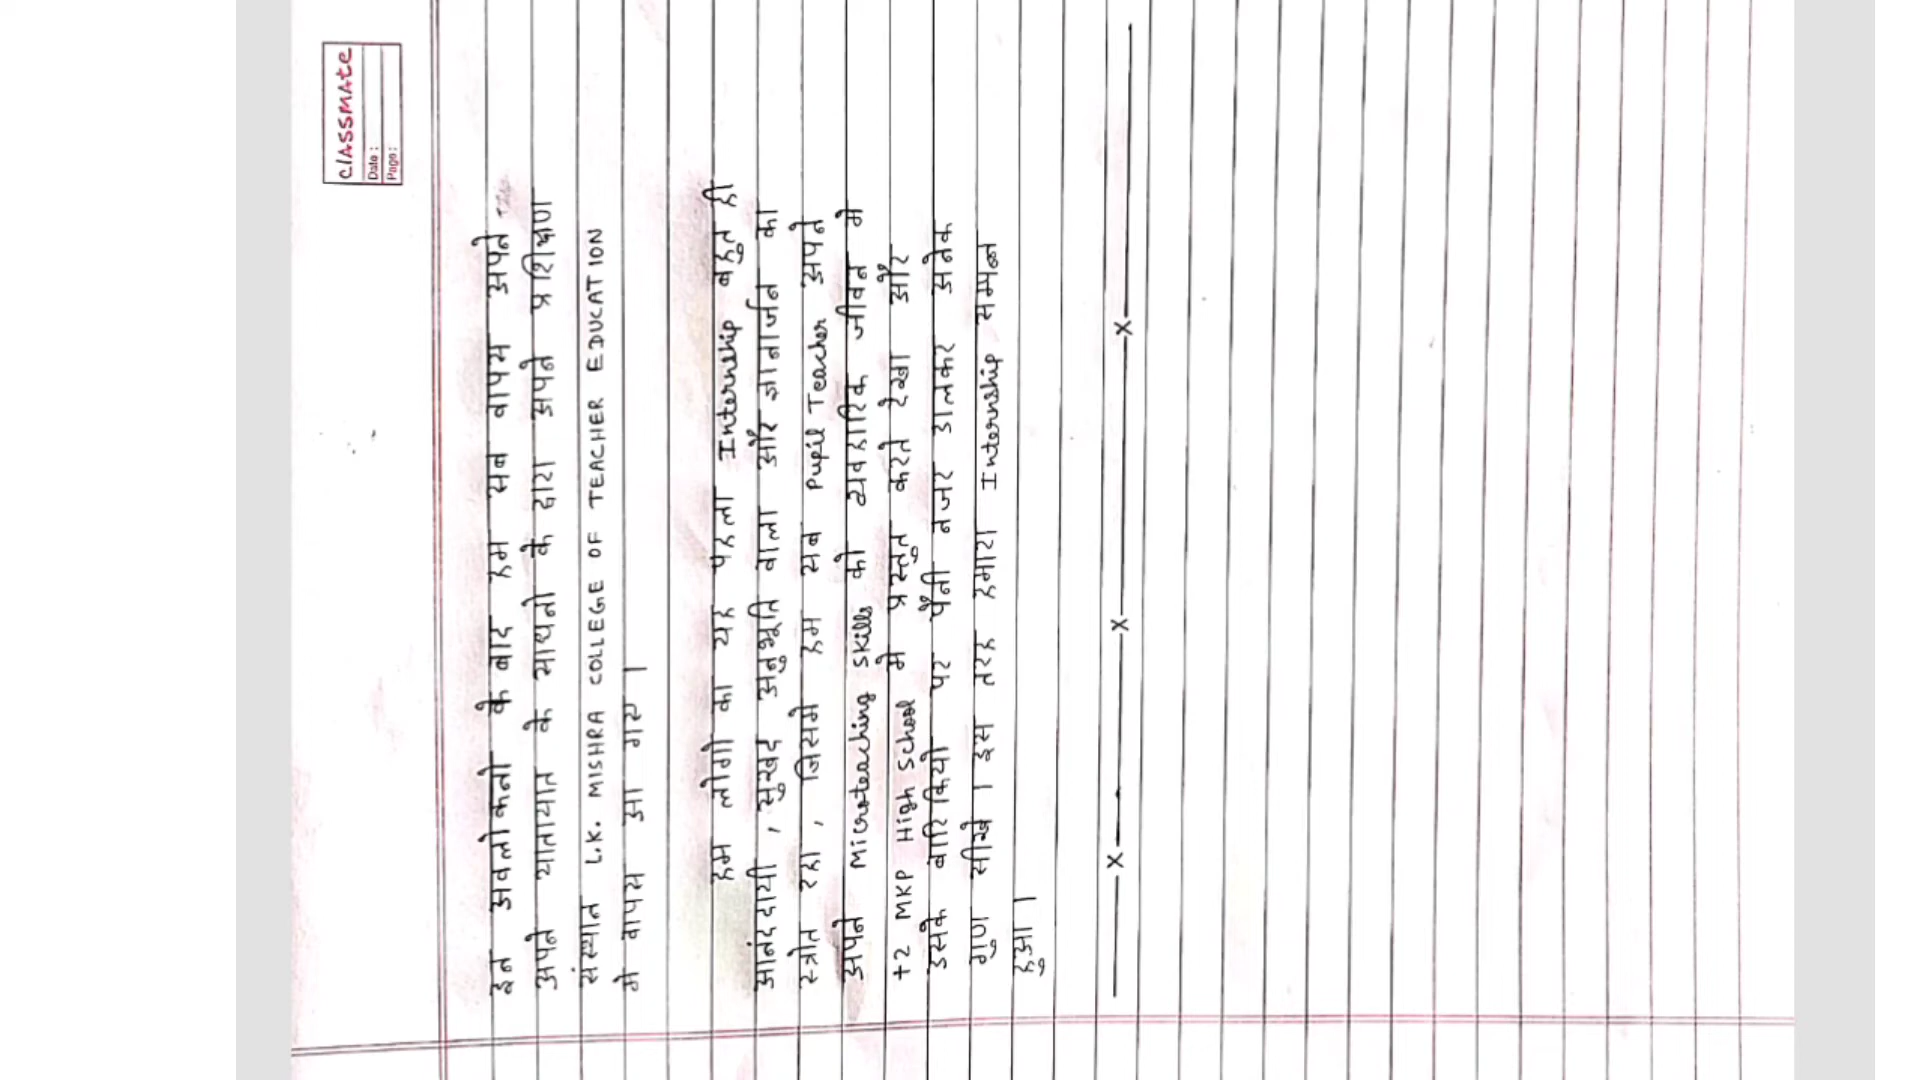 classmate
Date :
Page :
इन अवलोकनो के बाद हम सब वापस अपने
अपने यातायात के साधनो के द्वारा अपने प्रशिक्षण
संस्थान L.K. MISHRA COLLEGE OF TEACHER EDUCATION
मे वापस आ गए ।
हम लोगो का यह पहला Internship बहुत ही
आनंददायी , सुखद अनुभूति वाला और ज्ञानार्जन का
स्त्रोत रहा , जिसमे हम सब Pupil Teacher अपने
अपने Microteaching skills को व्यवहारिक जीवन मे
+2 MKP High School मे प्रस्तुत करते देखा और
उसके बारिकियो पर पैंनी नजर डालकर अनेक
गुण सीखे । इस तरह हमारा Internship सम्पन्न
हुआ ।
— x — x — x —